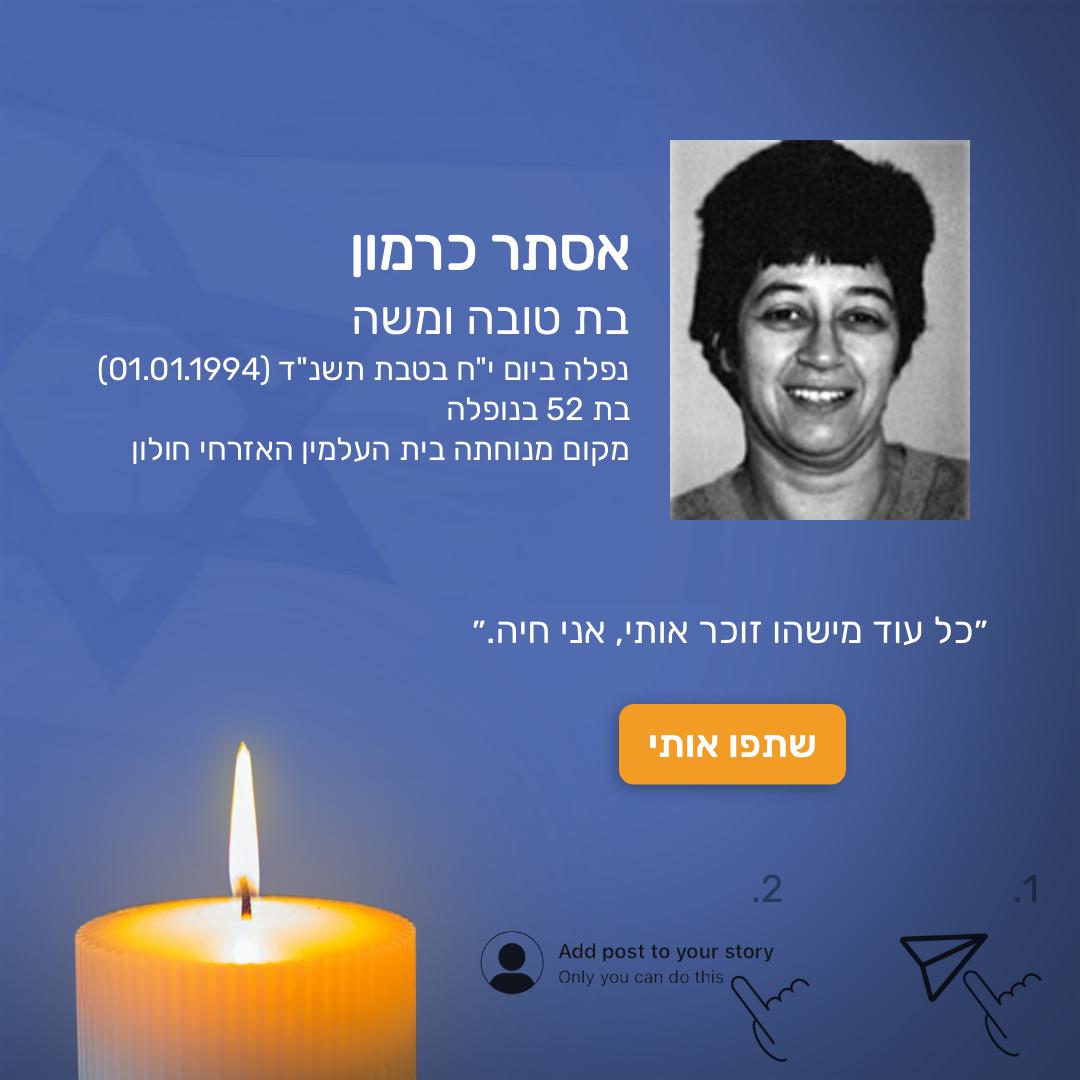 אסתר כרמון
בת טובה ומשה
נפלה ביום י"ח בטבת תשנ"ד (01.01.1994)
בת 52 בנופלה
מקום מנוחתה בית העלמין האזרחי חולון
״כל עוד מישהו זוכר אותי, אני חיה.״
שתפו אותי
1.
2.
Add post to your story
Only you can do this